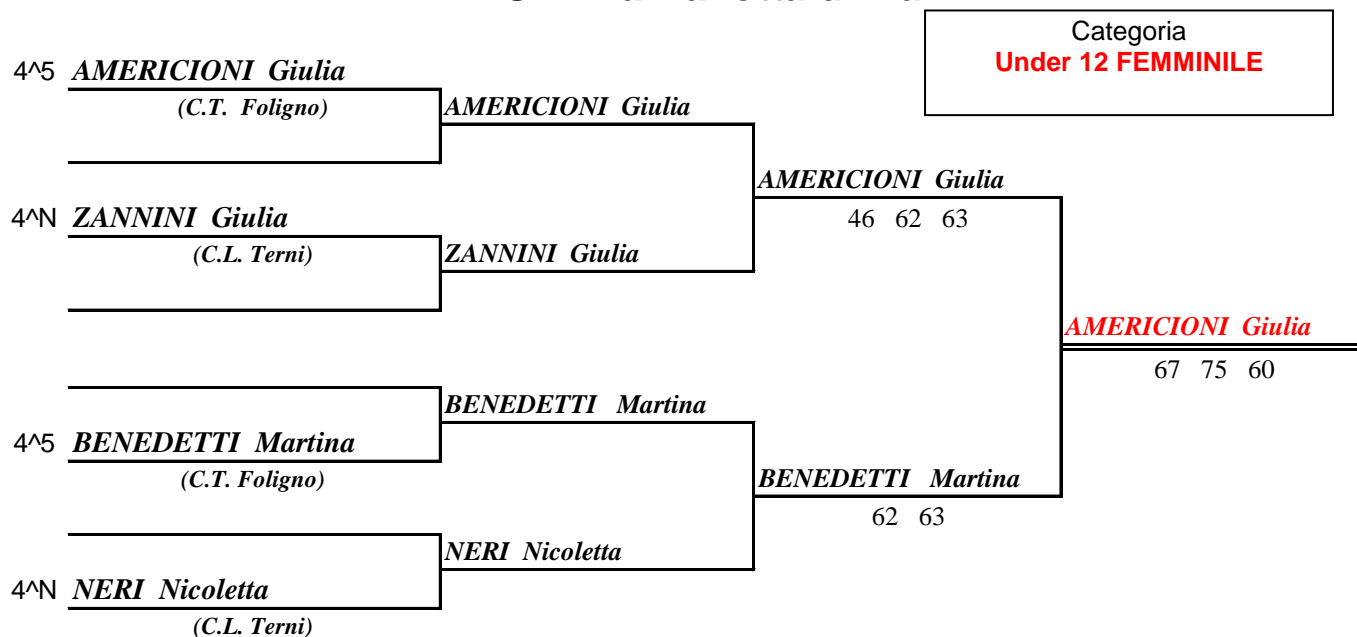 Categoria
Under 12 FEMMINILE
4^5 AMERICIONI Giulia
(C.T. Foligno)
AMERICIONI Giulia
AMERICIONI Giulia
46 62 63
4^N ZANNINI Giulia
(C.L. Terni)
ZANNINI Giulia
AMERICIONI Giulia
67 75 60
BENEDETTI Martina
4^5 BENEDETTI Martina
(C.T. Foligno)
BENEDETTI Martina
62 63
NERI Nicoletta
4^N NERI Nicoletta
(C.L. Terni)